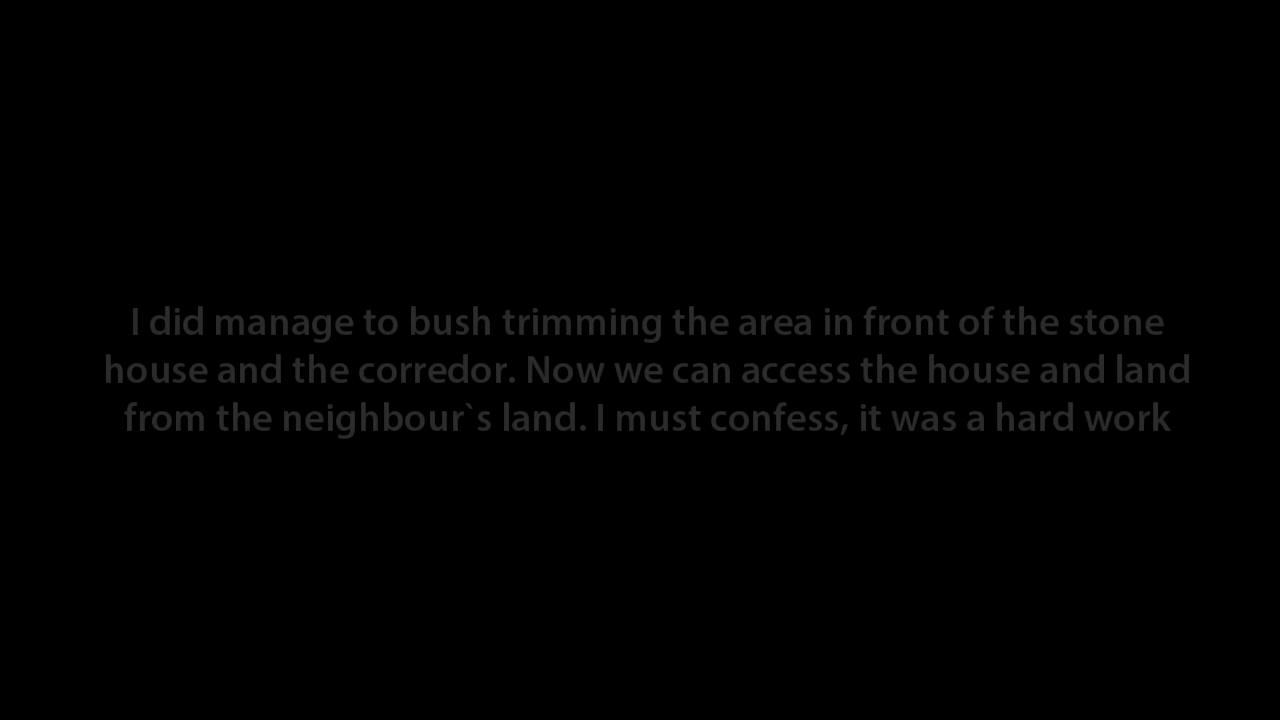 I did manage to bush trimming the area in front of the stone
house and the corredor. Now we can access the house and land
from the neighbour`s land. I must confess, it was a hard work